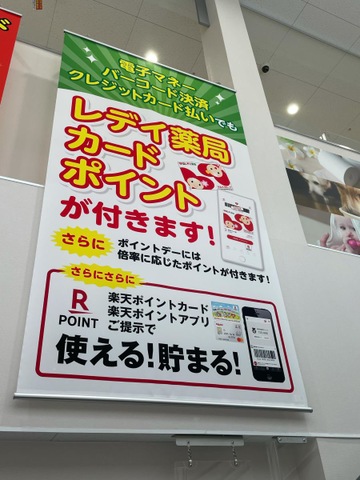 電子マネー
バーコード決済
クレジットカード払いでも
レデイ薬局
カード
ポイント
が付きます!
さらに
ポイントデーには
倍率に応じたポイントが付きます!
さらにさらに
R
POINT
楽天ポイントカード
楽天ポイントアプリ
ご提示で
使える!貯まる!